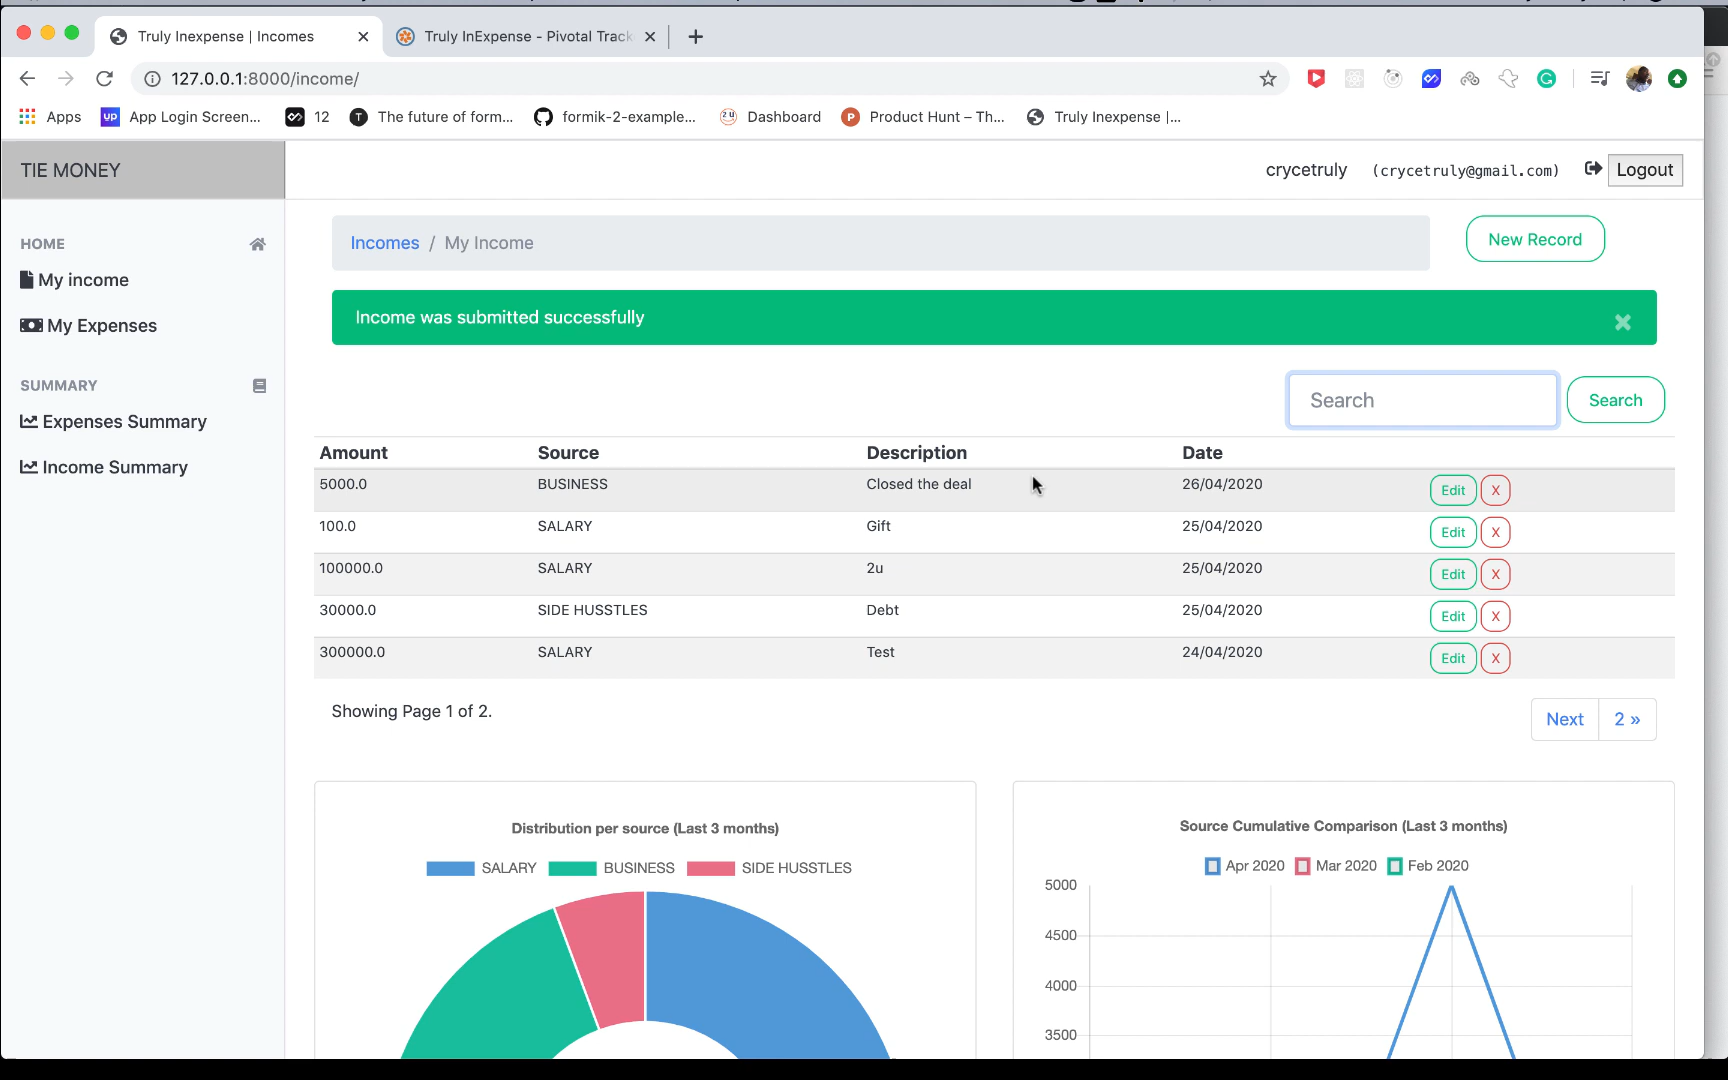 Truly Inexpense | Incomes
Truly InExpense - Pivotal Track
127.0.0.1:8000/income/
Apps
UP App Login Screen...
12
T The future of form...
formik-2-example...
2U Dashboard
P Product Hunt – Th...
Truly Inexpense |...
TIE MONEY
crycetruly (crycetruly@gmail.com) Logout
HOME
My income
My Expenses
SUMMARY
Expenses Summary
Income Summary
Incomes / My Income
New Record
Income was submitted successfully
Search Search
Amount Source Description Date
5000.0 BUSINESS Closed the deal 26/04/2020 Edit X
100.0 SALARY Gift 25/04/2020 Edit X
100000.0 SALARY 2u 25/04/2020 Edit X
30000.0 SIDE HUSSTLES Debt 25/04/2020 Edit X
300000.0 SALARY Test 24/04/2020 Edit X
Showing Page 1 of 2.
Next 2 »
Distribution per source (Last 3 months)
SALARY BUSINESS SIDE HUSSTLES
Source Cumulative Comparison (Last 3 months)
Apr 2020 Mar 2020 Feb 2020
5000
4500
4000
3500